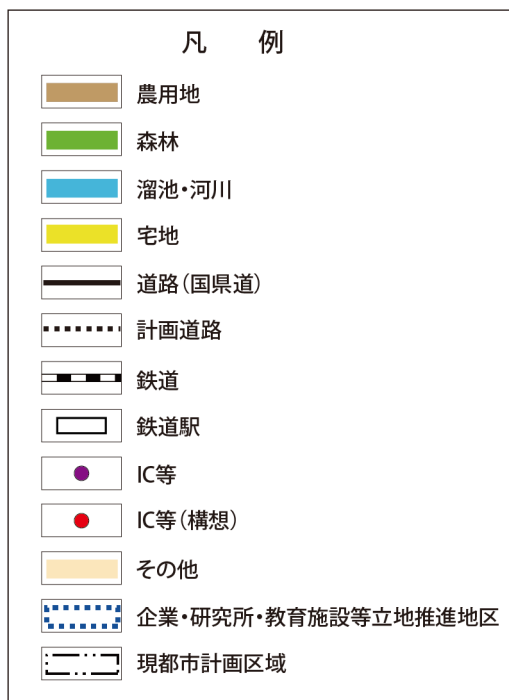 凡　例
農用地
森林
溜池・河川
宅地
道路（国県道）
計画道路
鉄道
鉄道駅
IC等
IC等（構想）
その他
企業・研究所・教育施設等立地推進地区
現都市計画区域